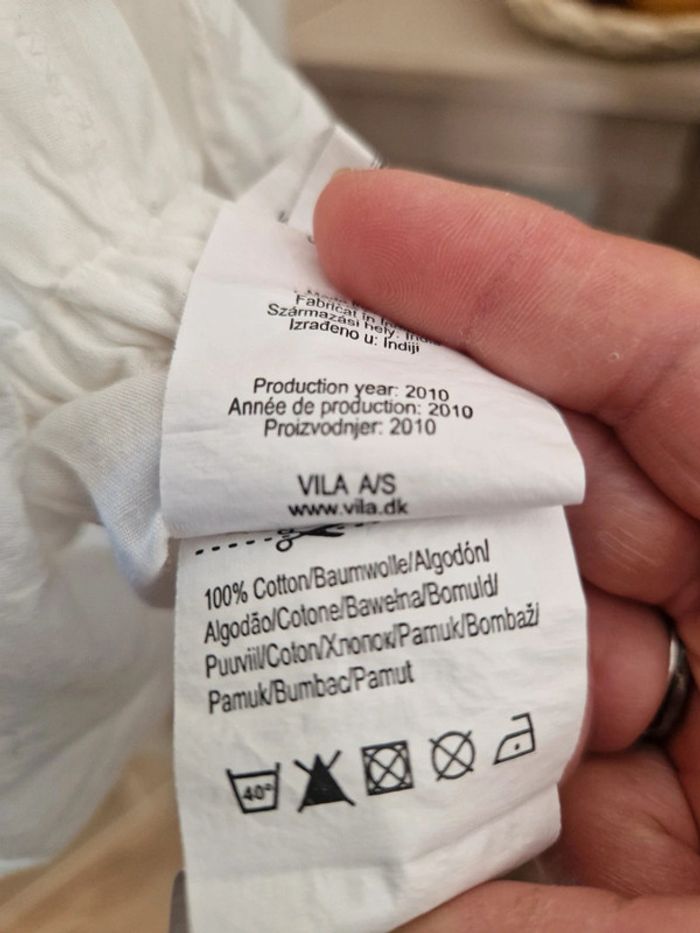 Fabricat în
Származási hely:
Izrađeno u: Indiji
Production year: 2010
Année de production: 2010
Proizvodnjer: 2010
VILA A/S
www.vila.dk
100% Cotton/Baumwolle/Algodón/
Algodão/Cotone/Bawełna/Bomuld/
Puuvill/Coton/Хлопок/Pamuk/Bombaž/
Pamuk/Bumbac/Pamut
40°